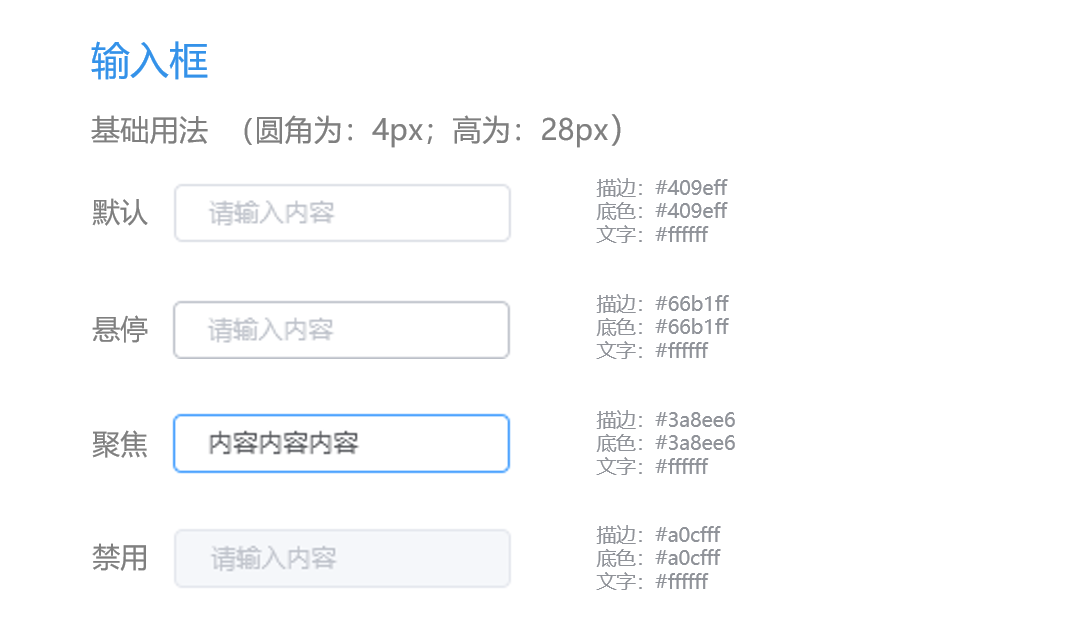 输入框
基础用法 （圆角为：4px；高为：28px）
默认 请输入内容
描边：#409eff
底色：#409eff
文字：#ffffff
悬停 请输入内容
描边：#66b1ff
底色：#66b1ff
文字：#ffffff
聚焦 内容内容内容
描边：#3a8ee6
底色：#3a8ee6
文字：#ffffff
禁用 请输入内容
描边：#a0cfff
底色：#a0cfff
文字：#ffffff